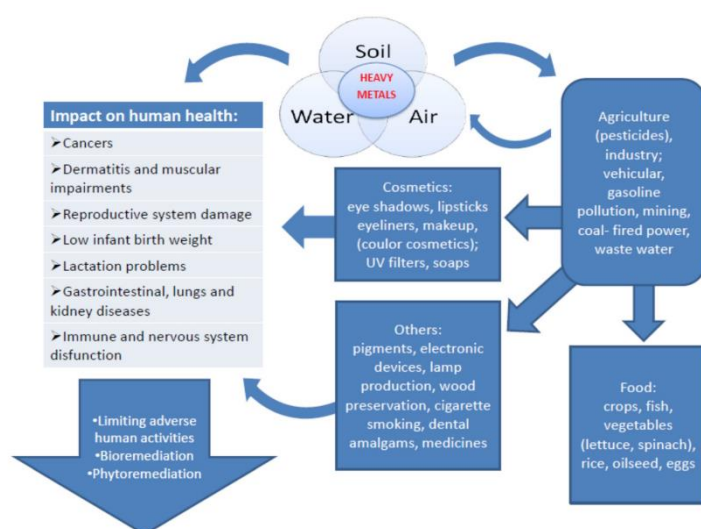 Soil
HEAVY
METALS
Water
Air
Impact on human health:
➢Cancers
➢Dermatitis and muscular
impairments
➢Reproductive system damage
➢Low infant birth weight
➢Lactation problems
➢Gastrointestinal, lungs and
kidney diseases
➢Immune and nervous system
disfunction
•Limiting adverse
human activities
•Bioremediation
•Phytoremediation
Cosmetics:
eye shadows, lipsticks
eyeliners, makeup,
(coulor cosmetics);
UV filters, soaps
Others:
pigments, electronic
devices, lamp
production, wood
preservation, cigarette
smoking, dental
amalgams, medicines
Agriculture
(pesticides),
industry;
vehicular,
gasoline
pollution, mining,
coal- fired power,
waste water
Food:
crops, fish,
vegetables
(lettuce, spinach),
rice, oilseed, eggs